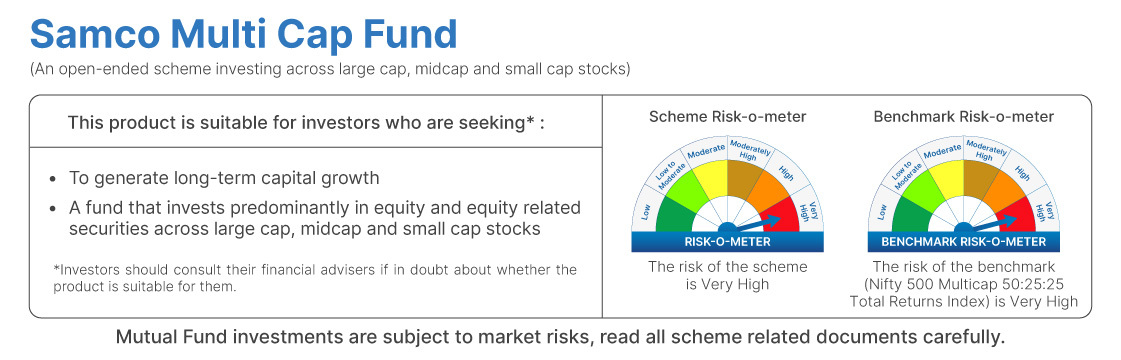 Samco Multi Cap Fund
(An open-ended scheme investing across large cap, midcap and small cap stocks)
This product is suitable for investors who are seeking* :
• To generate long-term capital growth
• A fund that invests predominantly in equity and equity related
securities across large cap, midcap and small cap stocks
*Investors should consult their financial advisers if in doubt about whether the
product is suitable for them.
Scheme Risk-o-meter
Low
Low to
Moderate
Moderate
Moderately
High
High
Very
High
RISK-O-METER
The risk of the scheme
is Very High
Benchmark Risk-o-meter
Low
Low to
Moderate
Moderate
Moderately
High
High
Very
High
BENCHMARK RISK-O-METER
The risk of the benchmark
(Nifty 500 Multicap 50:25:25
Total Returns Index) is Very High
Mutual Fund investments are subject to market risks, read all scheme related documents carefully.